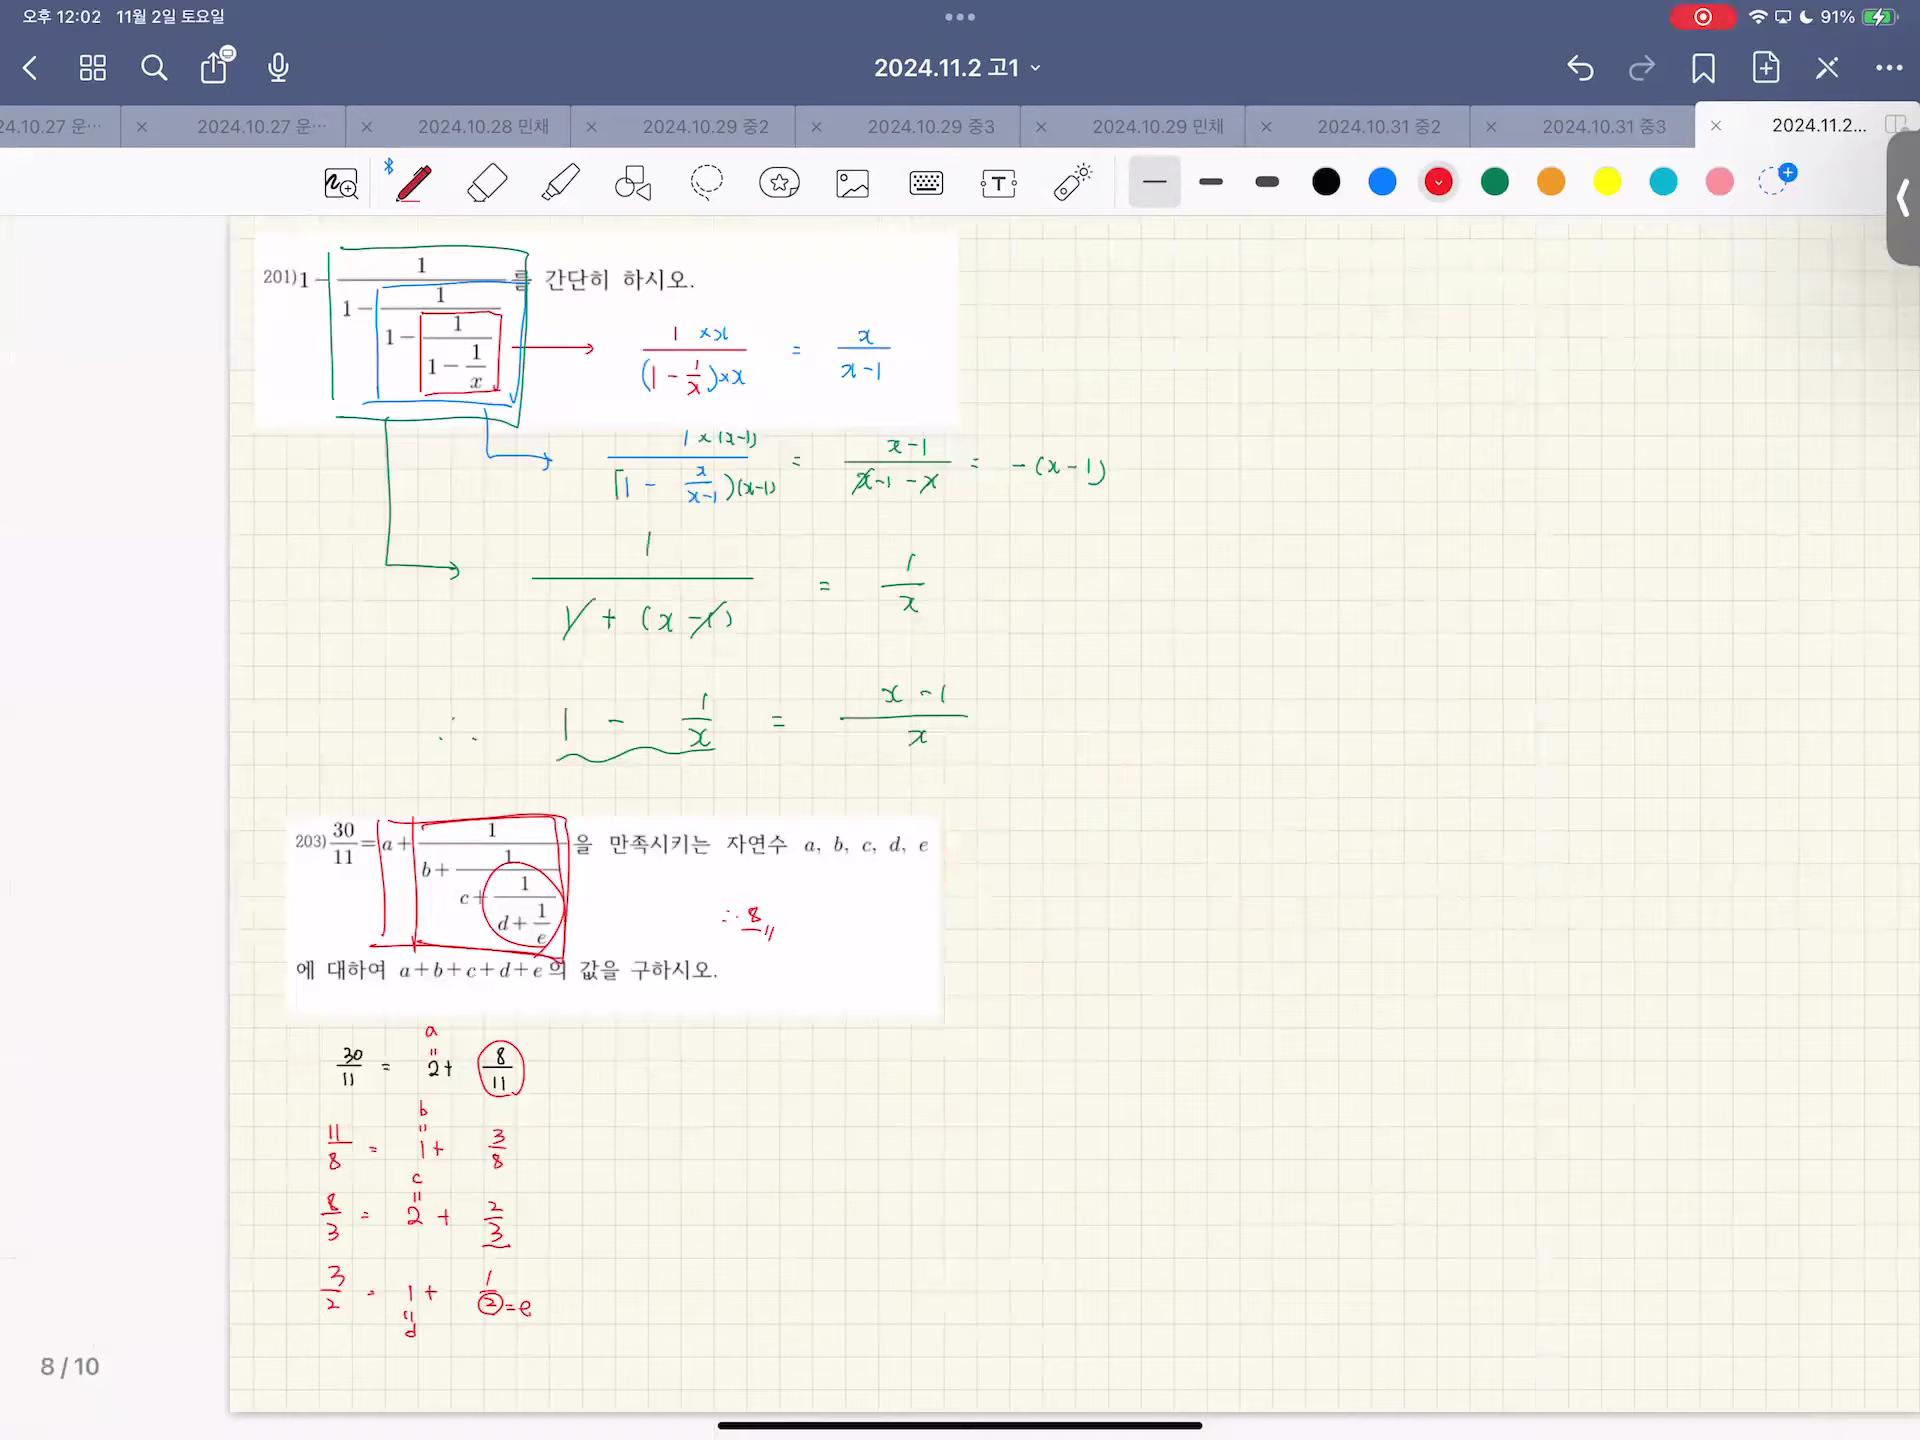 오후 12:02 11월 2일 토요일
91%
2024.11.2 고1
24.10.27 운…
2024.10.27 운…
2024.10.28 민채
2024.10.29 중2
2024.10.29 중3
2024.10.29 민채
2024.10.31 중2
2024.10.31 중3
2024.11.2...
201) 1 - 1/(1 - 1/(1 - 1/(1 - 1/x))) 를 간단히 하시오.
1 ×x / (1 - 1/x)×x = x / x-1
1×(x-1) / [1 - x/x-1)(x-1) = x-1 / x-1-x = -(x-1)
1 / 1+(x-1) = 1/x
∴ 1 - 1/x = x-1 / x
203) 30/11 = a + 1/(b + 1/(c + 1/(d + 1/e))) 을 만족시키는 자연수 a, b, c, d, e
∴ 8
에 대하여 a+b+c+d+e의 값을 구하시오.
a
30/11 = 2 + 8/11
b
11/8 = 1 + 3/8
c
8/3 = 2 + 2/3
3/2 = 1 + 1/2 = e
d
8 / 10